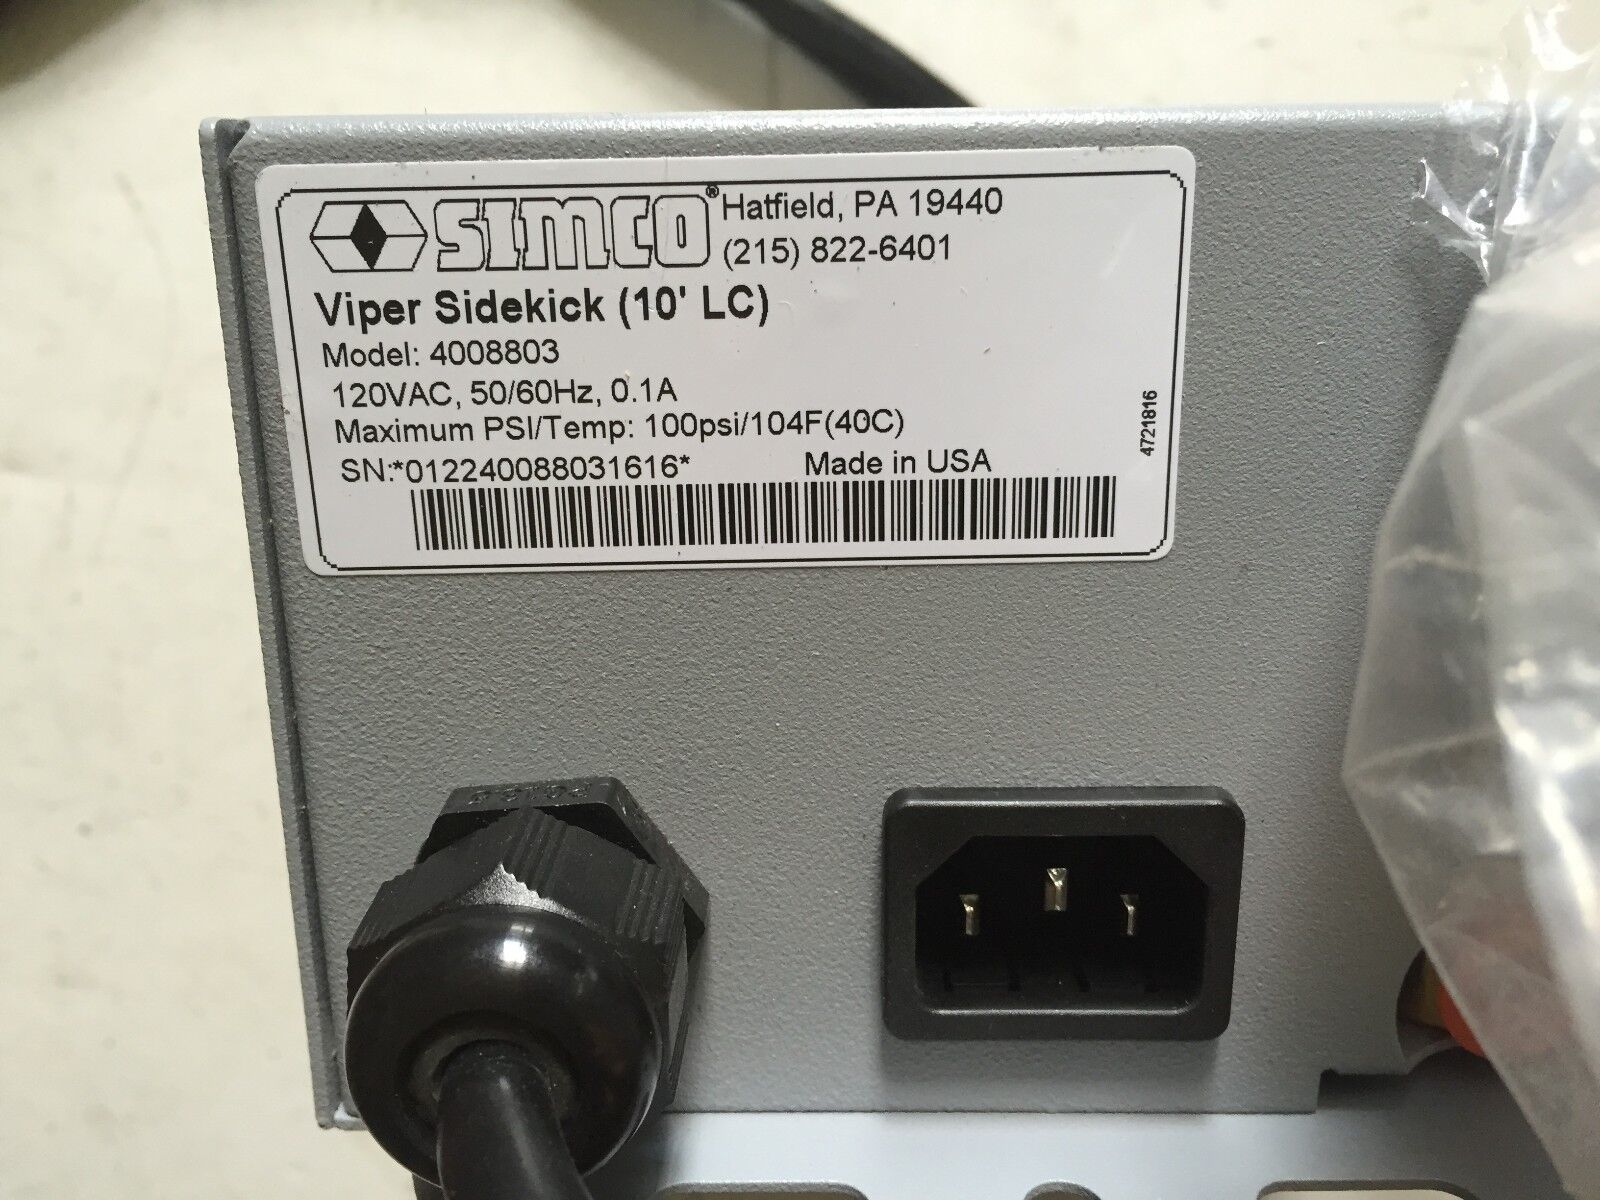 SIMCO® Hatfield, PA 19440
(215) 822-6401
Viper Sidekick (10' LC)
Model: 4008803
120VAC, 50/60Hz, 0.1A
Maximum PSI/Temp: 100psi/104F(40C)
SN:*012240088031616* Made in USA
4721816